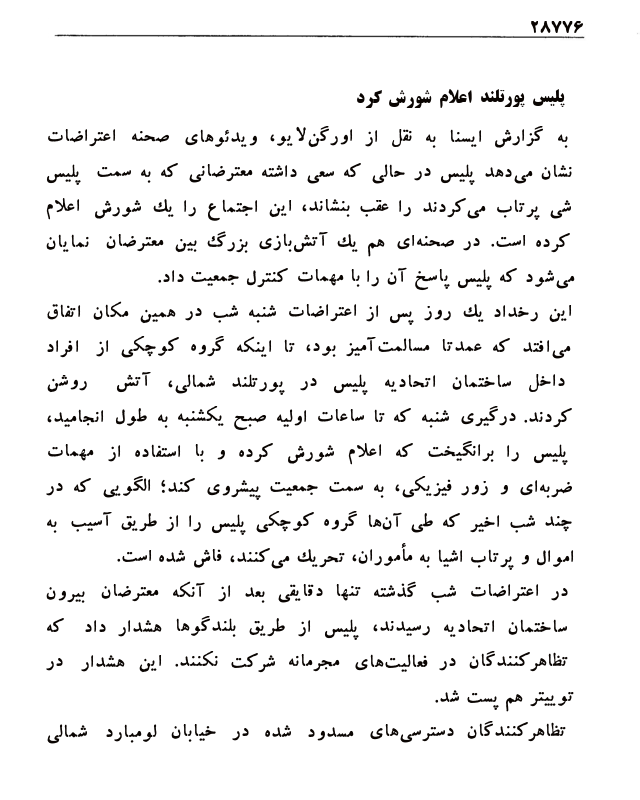 ۲۸۷۷۶
پلیس پورتلند اعلام شورش کرد
به گزارش ایسنا به نقل از اورگن‌لایو، ویدئوهای صحنه اعتراضات
نشان می‌دهد پلیس در حالی که سعی داشته معترضانی که به سمت پلیس
شی پرتاب می‌کردند را عقب بنشاند، این اجتماع را یك شورش اعلام
کرده است. در صحنه‌ای هم یك آتش‌بازی بزرگ بین معترضان نمایان
می‌شود که پلیس پاسخ آن را با مهمات کنترل جمعیت داد.
این رخداد یك روز پس از اعتراضات شنبه شب در همین مکان اتفاق
می‌افتد که عمدتا مسالمت‌آمیز بود، تا اینکه گروه کوچکی از افراد
داخل ساختمان اتحادیه پلیس در پورتلند شمالی، آتش روشن
کردند. درگیری شنبه که تا ساعات اولیه صبح یکشنبه به طول انجامید،
پلیس را برانگیخت که اعلام شورش کرده و با استفاده از مهمات
ضربه‌ای و زور فیزیکی، به سمت جمعیت پیشروی کند؛ الگویی که در
چند شب اخیر که طی آن‌ها گروه کوچکی پلیس را از طریق آسیب به
اموال و پرتاب اشیا به مأموران، تحریك می‌کنند، فاش شده است.
در اعتراضات شب گذشته تنها دقایقی بعد از آنکه معترضان بیرون
ساختمان اتحادیه رسیدند، پلیس از طریق بلندگوها هشدار داد که
تظاهرکنندگان در فعالیت‌های مجرمانه شرکت نکنند. این هشدار در
توییتر هم پست شد.
تظاهرکنندگان دسترسی‌های مسدود شده در خیابان لومبارد شمالی